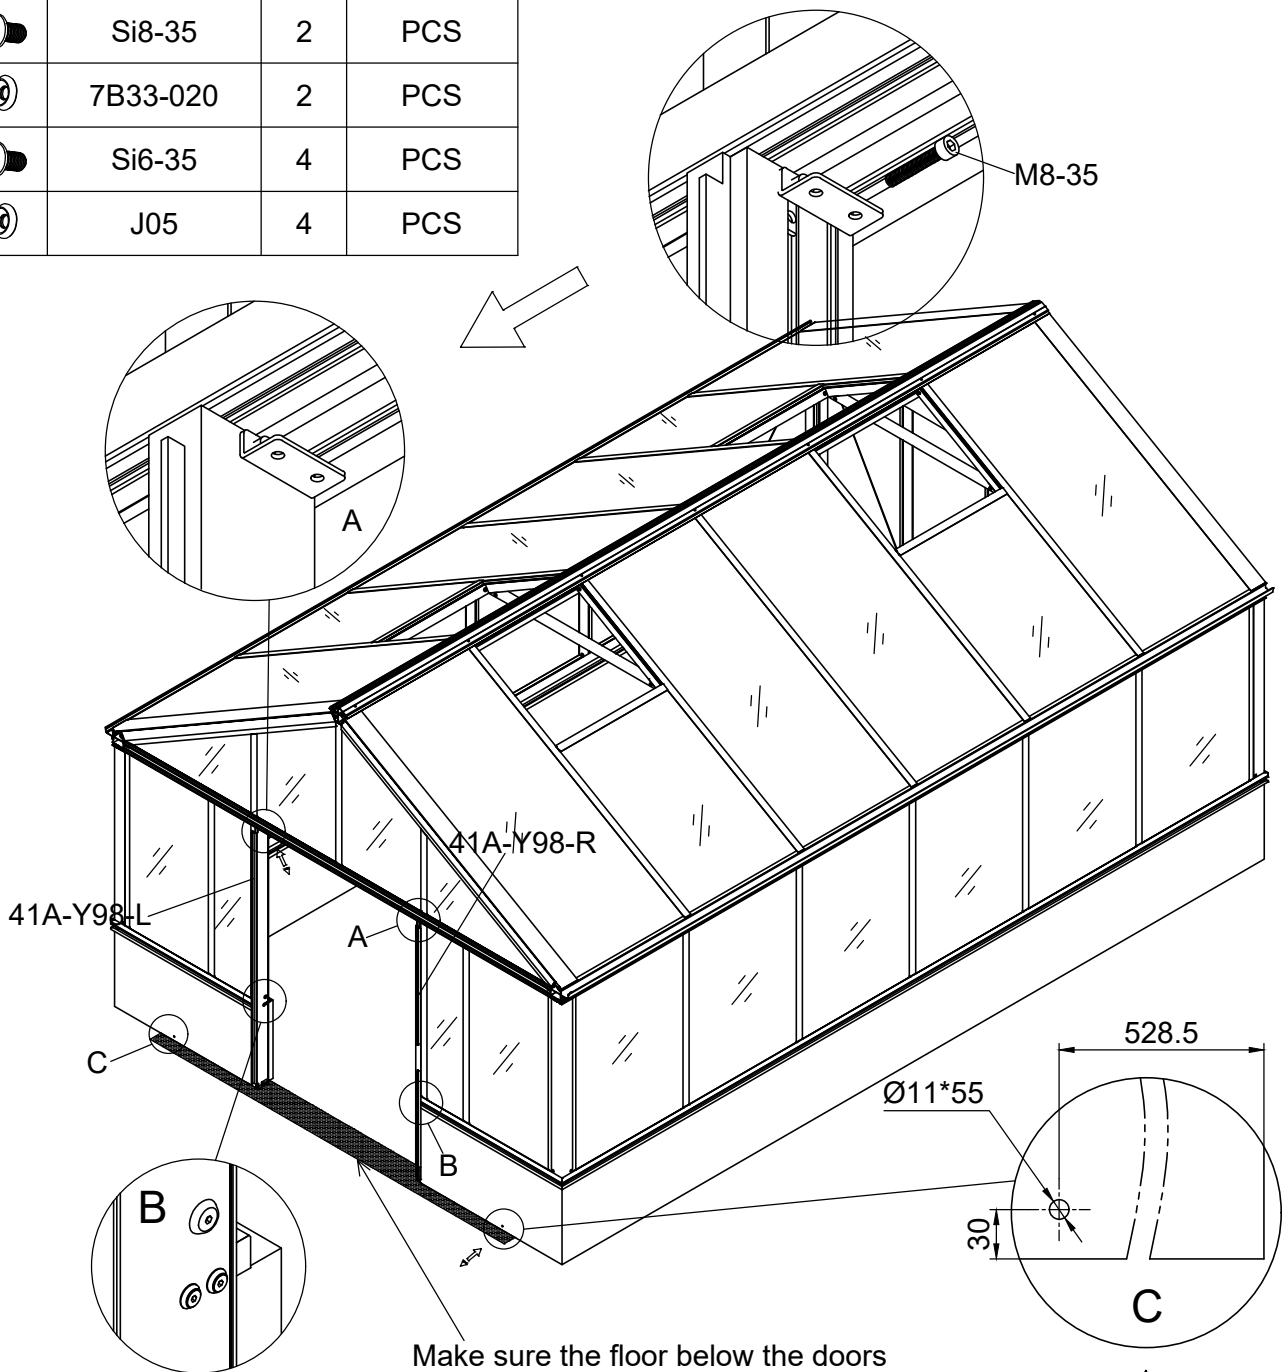 Si8-35 2 PCS
7B33-020 2 PCS
Si6-35 4 PCS
J05 4 PCS
M8-35
A
41A-Y98-R
41A-Y98-L
A
C
B
B
528.5
Ø11*55
30
C
Make sure the floor below the doors